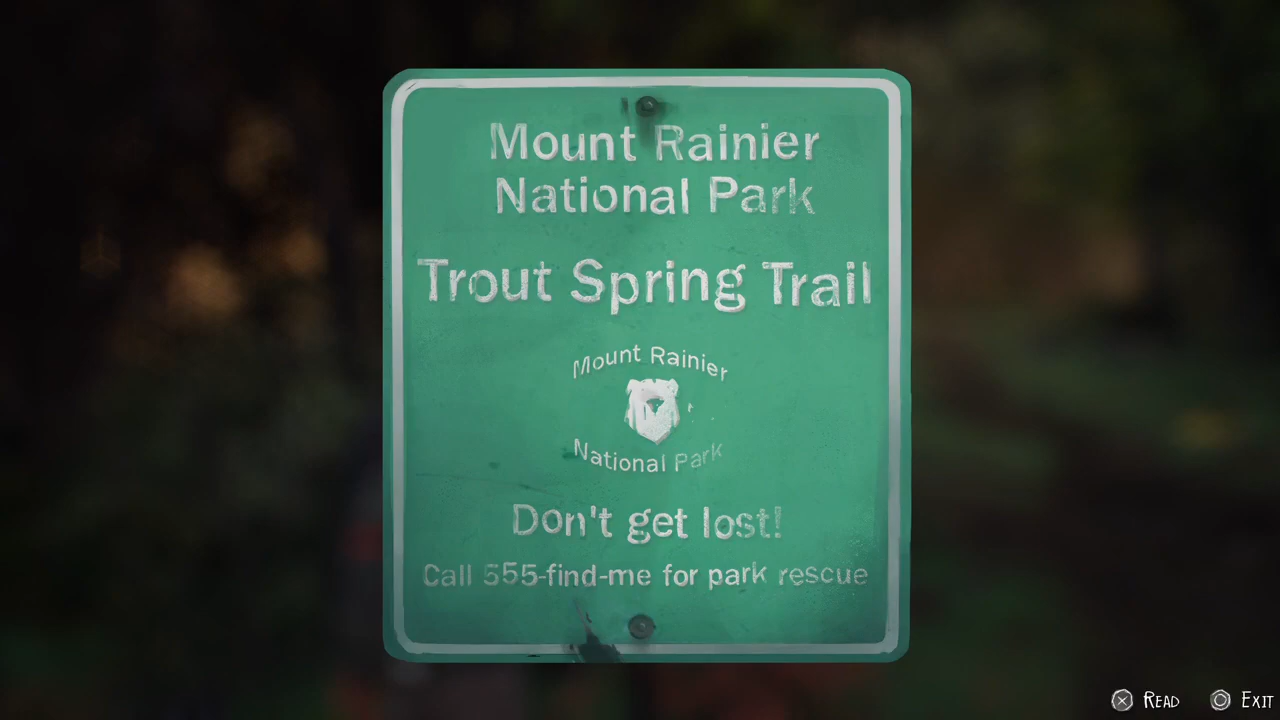 Mount Rainier
National Park
Trout Spring Trail
Mount Rainier
National Park
Don't get lost!
Call 555-find-me for park rescue
READ
EXIT